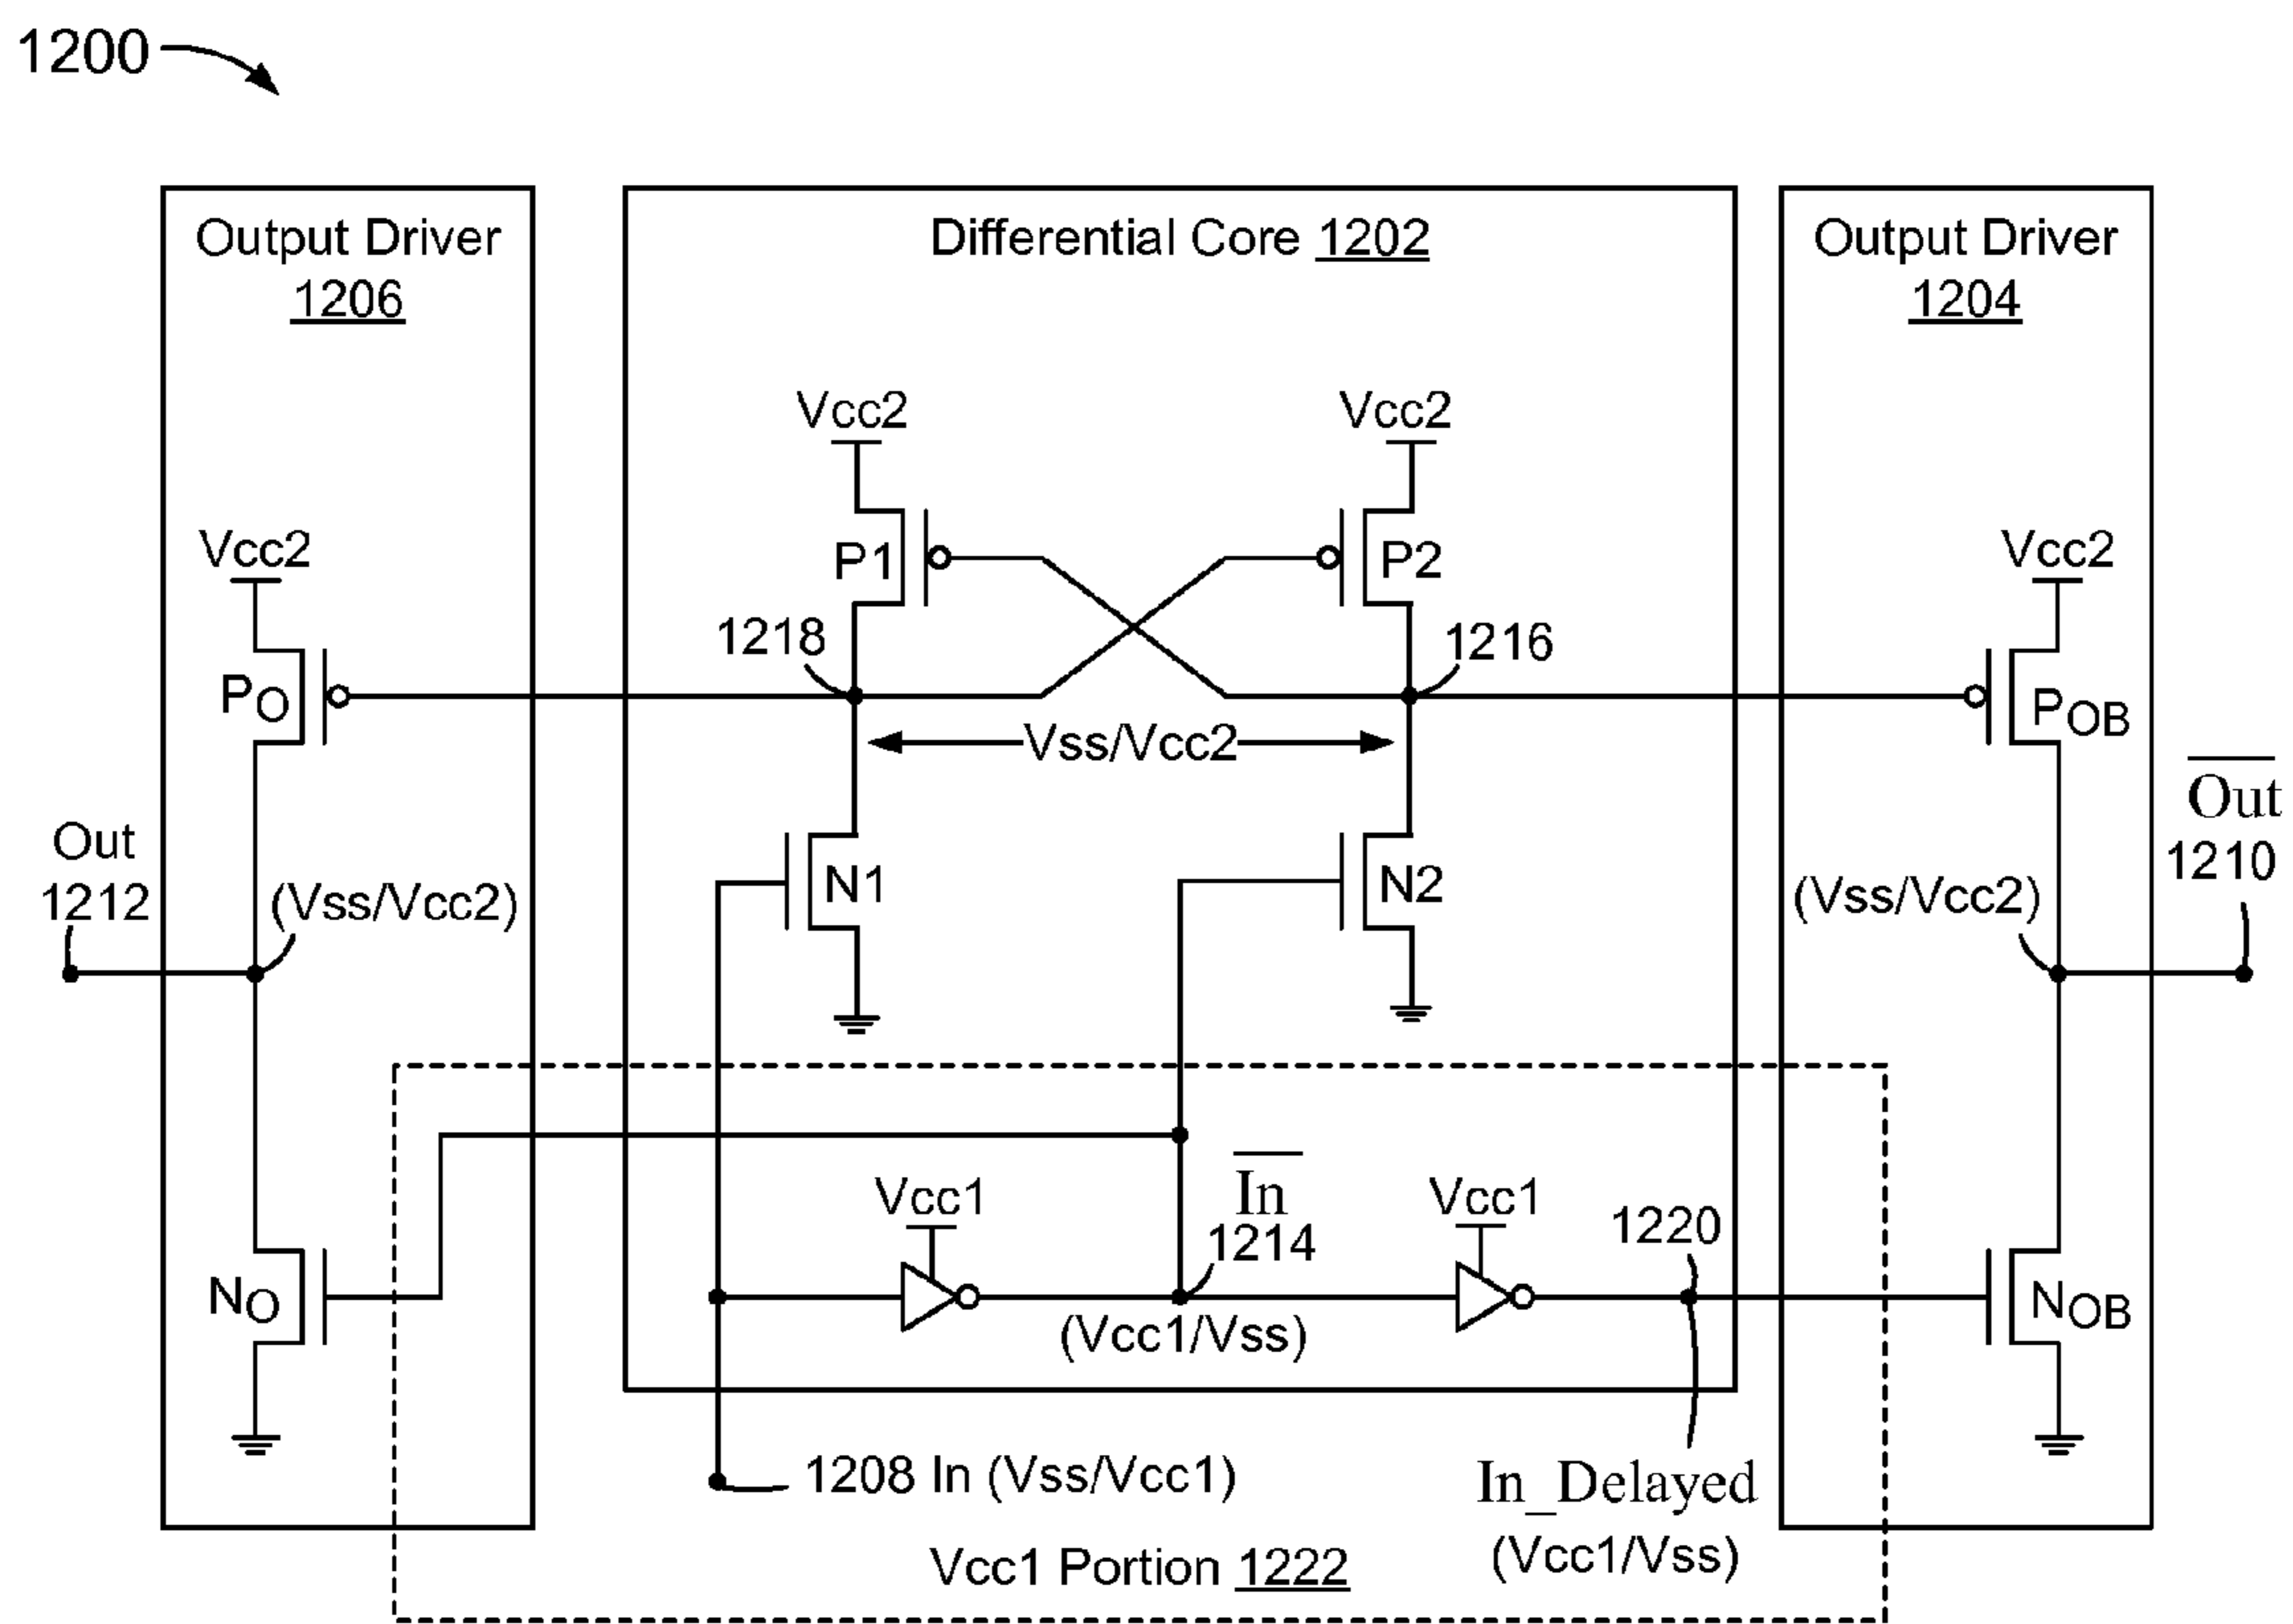 1200
Output Driver
1206
Differential Core 1202
Output Driver
1204
Vcc2
Vcc2
Vcc2
Vcc2
P1
P2
1218
1216
PO
POB
Vss/Vcc2
Out
1212
(Vss/Vcc2)
N1
N2
(Vss/Vcc2)
Out
1210
Vcc1
In
1214
Vcc1
1220
NO
NOB
(Vcc1/Vss)
1208 In (Vss/Vcc1)
In_Delayed
(Vcc1/Vss)
Vcc1 Portion 1222